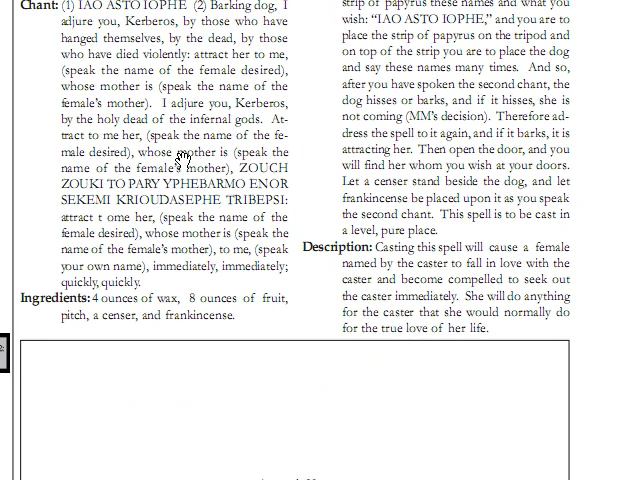 Chant: (1) IAO ASTO IOPHE (2) Barking dog, I
adjure you, Kerberos, by those who have
hanged themselves, by the dead, by those
who have died violently: attract her to me,
(speak the name of the female desired),
whose mother is (speak the name of the
female's mother). I adjure you, Kerberos,
by the holy dead of the infernal gods. At-
tract to me her, (speak the name of the fe-
male desired), whose mother is (speak the
name of the female's mother), ZOUCH
ZOUKI TO PARY YPHEBARMO ENOR
SEKEMI KRIOUDASEPHE TRIBEPSI:
attract t ome her, (speak the name of the
female desired), whose mother is (speak the
name of the female's mother), to me, (speak
your own name), immediately, immediately;
quickly, quickly.
Ingredients: 4 ounces of wax, 8 ounces of fruit,
pitch, a censer, and frankincense.
strip of papyrus these names and what you
wish: “IAO ASTO IOPHE,” and you are to
place the strip of papyrus on the tripod and
on top of the strip you are to place the dog
and say these names many times. And so,
after you have spoken the second chant, the
dog hisses or barks, and if it hisses, she is
not coming (MM's decision). Therefore ad-
dress the spell to it again, and if it barks, it is
attracting her. Then open the door, and you
will find her whom you wish at your doors.
Let a censer stand beside the dog, and let
frankincense be placed upon it as you speak
the second chant. This spell is to be cast in
a level, pure place.
Description: Casting this spell will cause a female
named by the caster to fall in love with the
caster and become compelled to seek out
the caster immediately. She will do anything
for the caster that she would normally do
for the true love of her life.